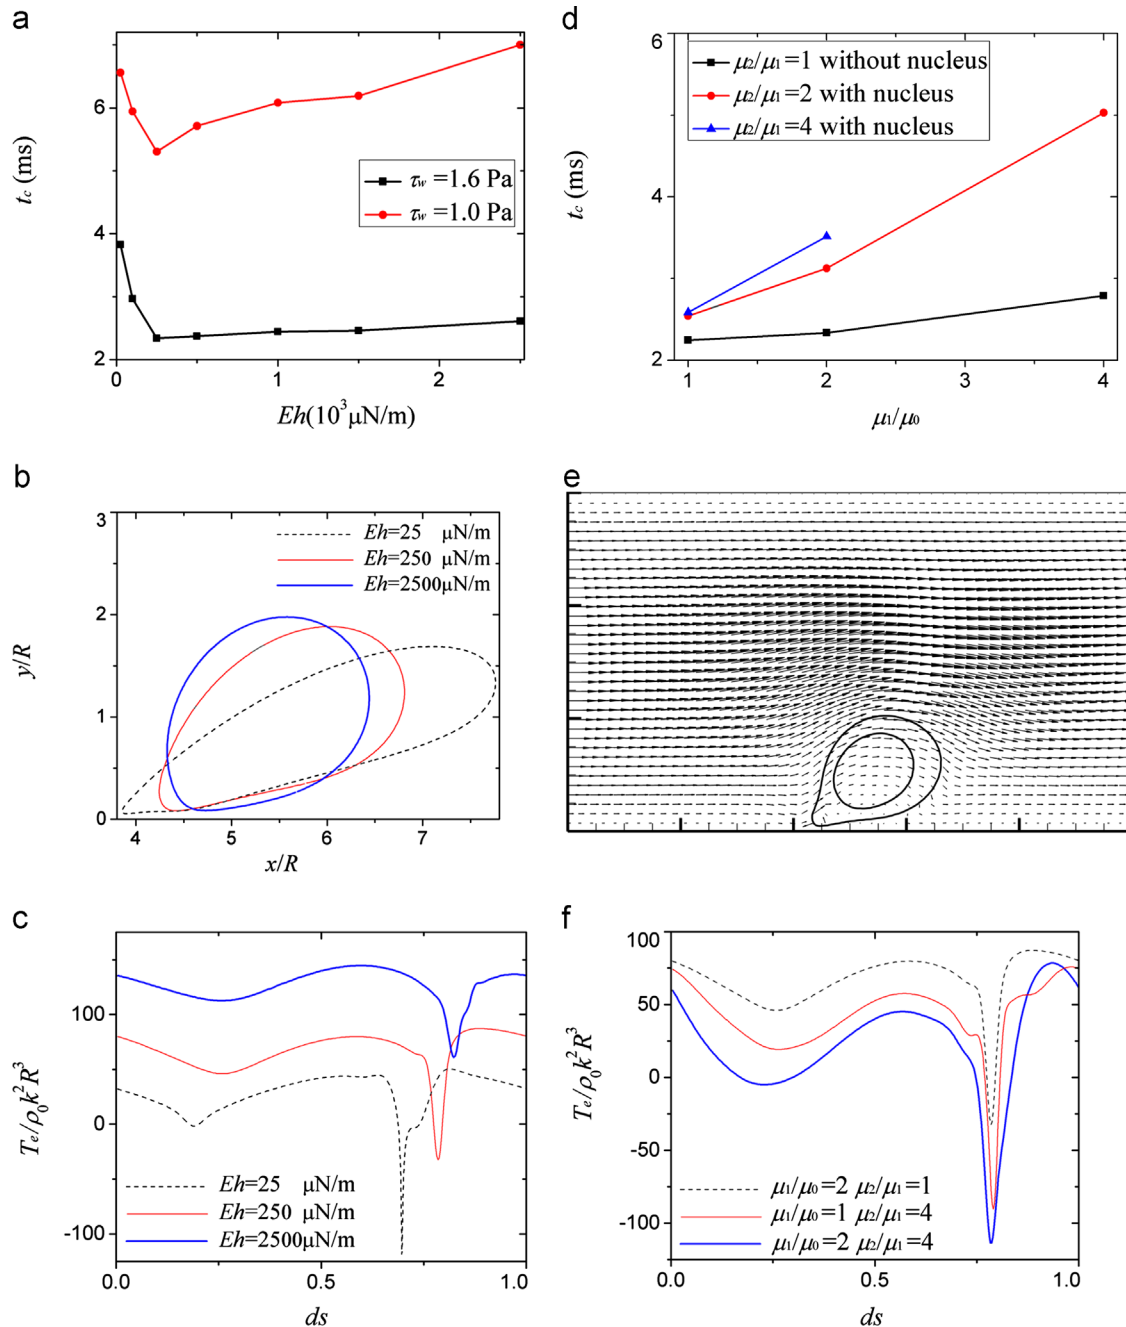 a
6
4
2
0
1
2
t_c (ms)
Eh(10³μN/m)
τ_w =1.6 Pa
τ_w =1.0 Pa
d
6
4
2
1
2
3
4
t_c (ms)
μ₁/μ₀
μ₂/μ₁=1 without nucleus
μ₂/μ₁=2 with nucleus
μ₂/μ₁=4 with nucleus
b
3
2
1
0
4
5
6
7
y/R
x/R
Eh=25 μN/m
Eh=250 μN/m
Eh=2500μN/m
e
c
100
0
-100
0.0
0.5
1.0
T_e/ρ₀k²R³
ds
Eh=25 μN/m
Eh=250 μN/m
Eh=2500μN/m
f
100
50
0
-50
-100
0.0
0.5
1.0
T_e/ρ₀k²R³
ds
μ₁/μ₀=2 μ₂/μ₁=1
μ₁/μ₀=1 μ₂/μ₁=4
μ₁/μ₀=2 μ₂/μ₁=4